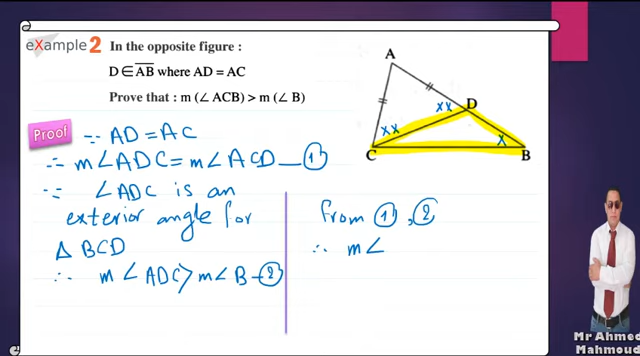 eXample 2 In the opposite figure :
D ∈ A̅B̅ where AD = AC
Prove that : m (∠ ACB) > m (∠ B)
Proof
∵ AD = AC
∴ m∠ADC = m∠ACD — ①
∵ ∠ADC is an
exterior angle for
Δ BCD
∴ m∠ADC > m∠B — ②
from ①, ②
∴ m∠
A
xx
D
xx
x
C
B
Mr Ahmed
Mahmoud